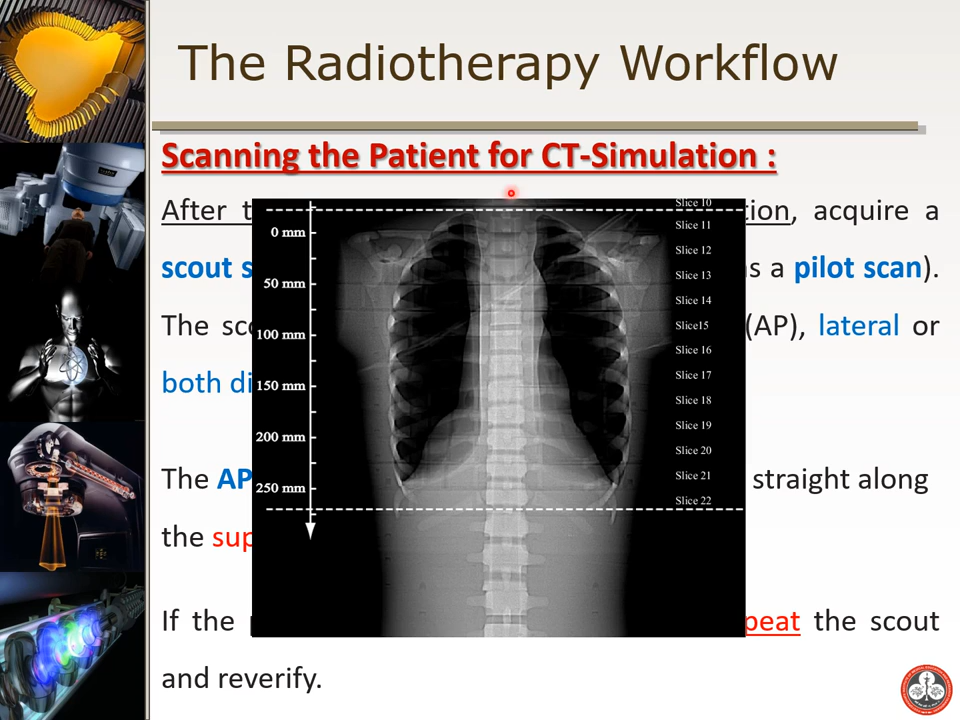 The Radiotherapy Workflow
Scanning the Patient for CT-Simulation :
After t tion, acquire a
scout s s a pilot scan).
The sco (AP), lateral or
both di
The AP straight along
the sup
If the peat the scout
and reverify.
0 mm
50 mm
100 mm
150 mm
200 mm
250 mm
Slice 10
Slice 11
Slice 12
Slice 13
Slice 14
Slice15
Slice 16
Slice 17
Slice 18
Slice 19
Slice 20
Slice 21
Slice 22